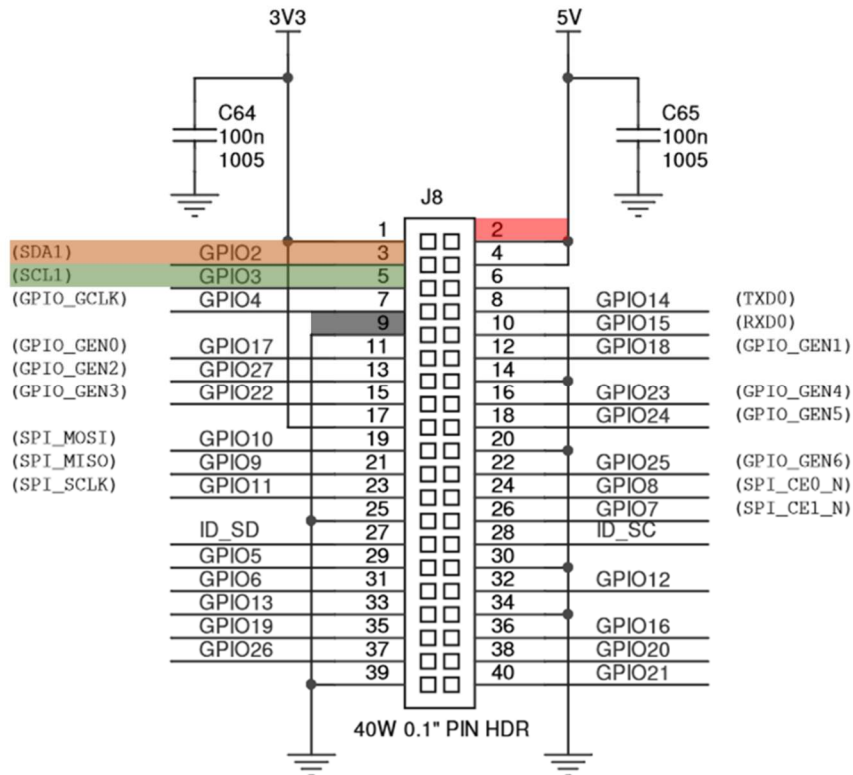 3V3 5V
C64 C65
100n 100n
1005 1005
J8
1 2
(SDA1) GPIO2 3 4
(SCL1) GPIO3 5 6
(GPIO_GCLK) GPIO4 7 8 GPIO14 (TXD0)
9 10 GPIO15 (RXD0)
(GPIO_GEN0) GPIO17 11 12 GPIO18 (GPIO_GEN1)
(GPIO_GEN2) GPIO27 13 14
(GPIO_GEN3) GPIO22 15 16 GPIO23 (GPIO_GEN4)
17 18 GPIO24 (GPIO_GEN5)
(SPI_MOSI) GPIO10 19 20
(SPI_MISO) GPIO9 21 22 GPIO25 (GPIO_GEN6)
(SPI_SCLK) GPIO11 23 24 GPIO8 (SPI_CE0_N)
25 26 GPIO7 (SPI_CE1_N)
ID_SD 27 28 ID_SC
GPIO5 29 30
GPIO6 31 32 GPIO12
GPIO13 33 34
GPIO19 35 36 GPIO16
GPIO26 37 38 GPIO20
39 40 GPIO21
40W 0.1" PIN HDR